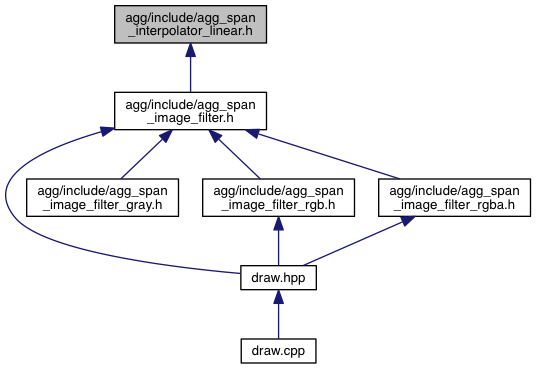 agg/include/agg_span
_interpolator_linear.h
agg/include/agg_span
_image_filter.h
agg/include/agg_span
_image_filter_gray.h
agg/include/agg_span
_image_filter_rgb.h
agg/include/agg_span
_image_filter_rgba.h
draw.hpp
draw.cpp